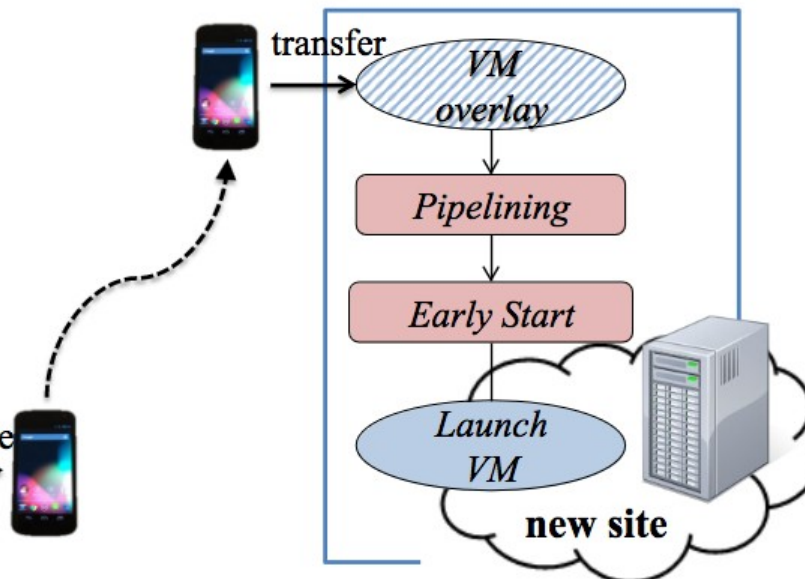 transfer
VM
overlay
Pipelining
Early Start
e
Launch
VM
new site